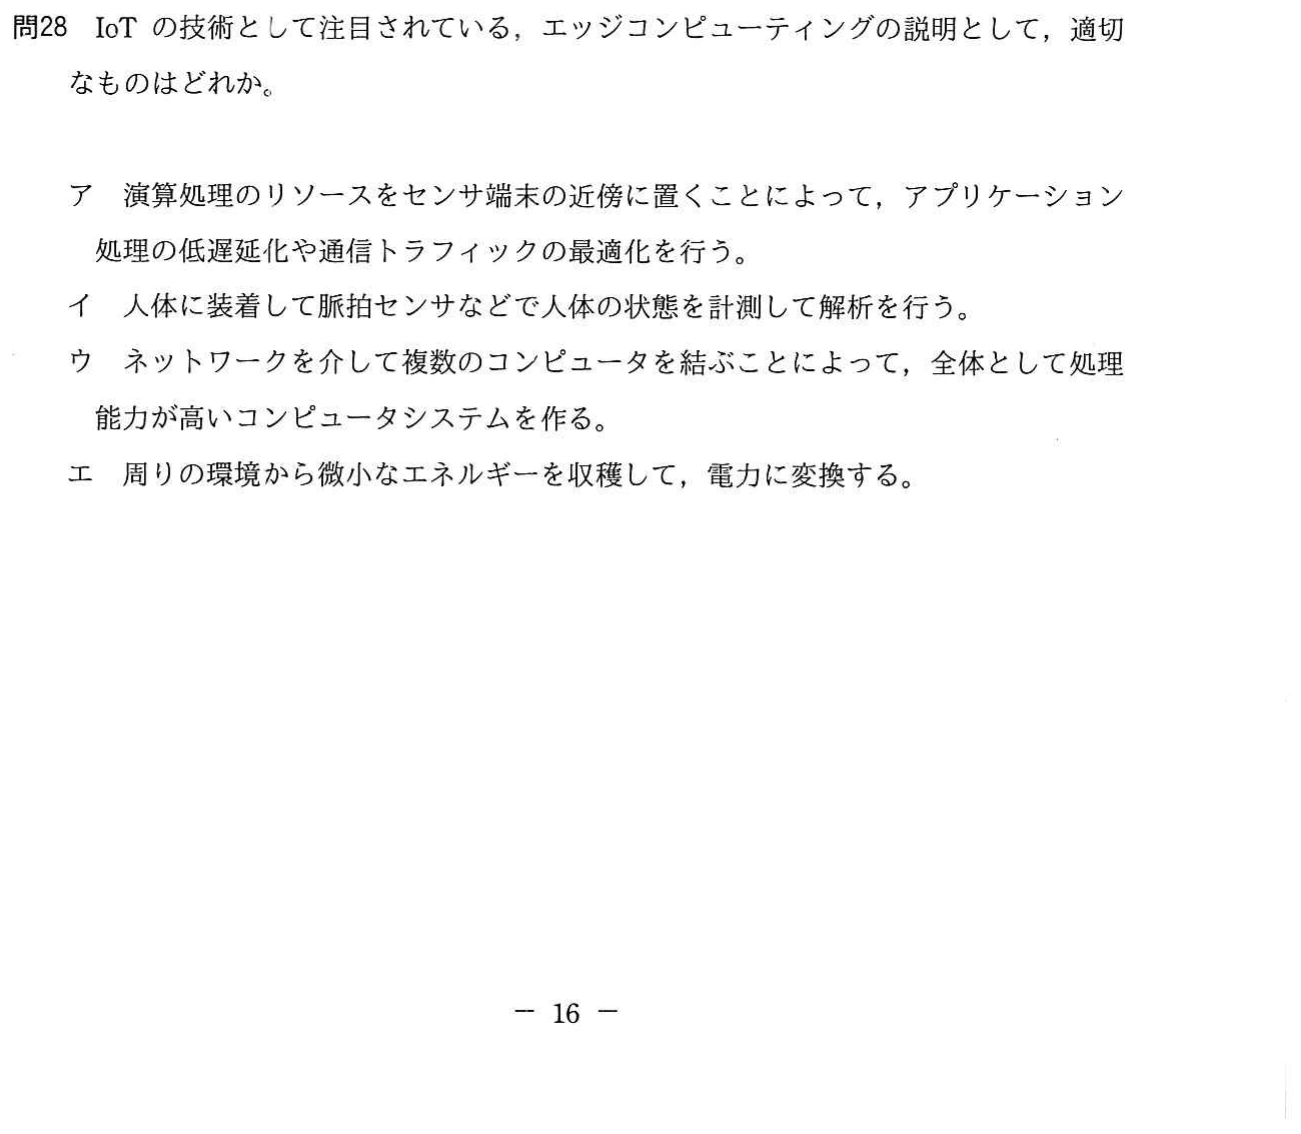 問28 IoT の技術として注目されている，エッジコンピューティングの説明として，適切
なものはどれか。
ア 演算処理のリソースをセンサ端末の近傍に置くことによって，アプリケーション
処理の低遅延化や通信トラフィックの最適化を行う。
イ 人体に装着して脈拍センサなどで人体の状態を計測して解析を行う。
ウ ネットワークを介して複数のコンピュータを結ぶことによって，全体として処理
能力が高いコンピュータシステムを作る。
エ 周りの環境から微小なエネルギーを収穫して，電力に変換する。
－ 16 －